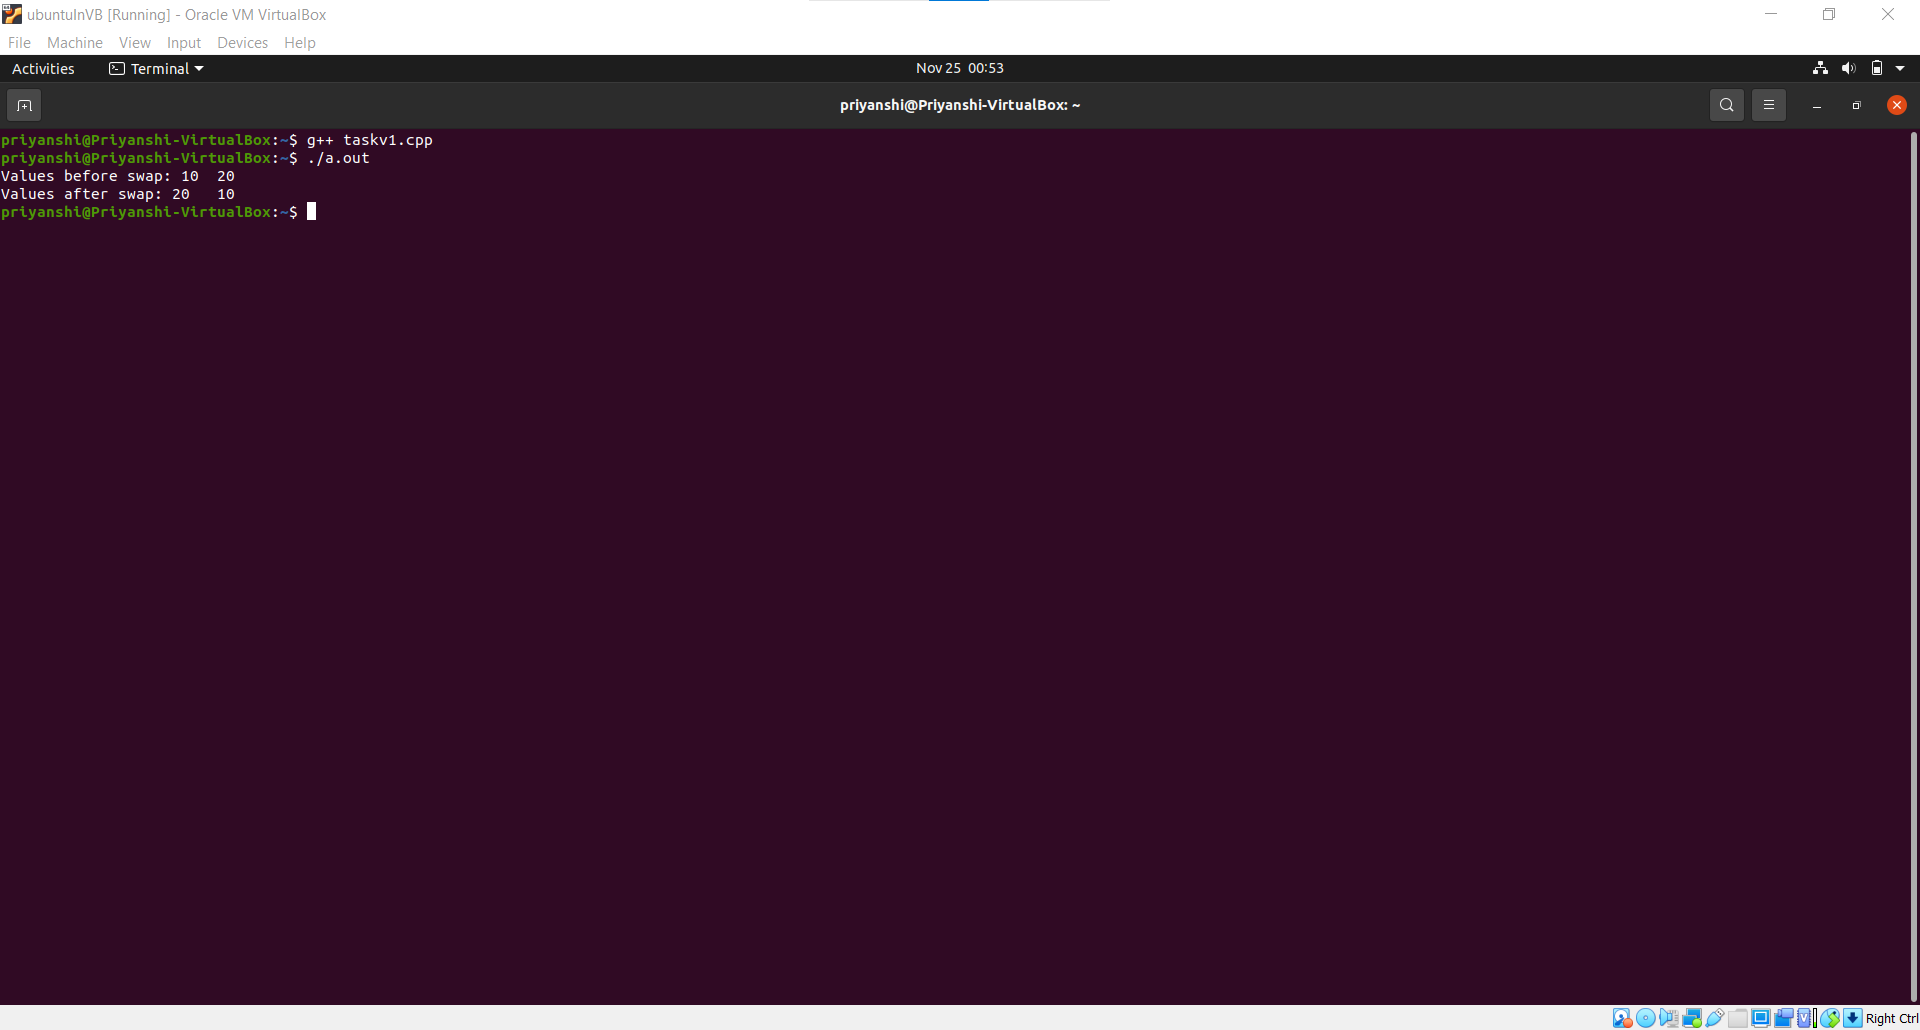 ubuntuInVB [Running] - Oracle VM VirtualBox
File Machine View Input Devices Help
Activities Terminal Nov 25 00:53
priyanshi@Priyanshi-VirtualBox: ~
priyanshi@Priyanshi-VirtualBox:~$ g++ taskv1.cpp
priyanshi@Priyanshi-VirtualBox:~$ ./a.out
Values before swap: 10  20
Values after swap: 20   10
priyanshi@Priyanshi-VirtualBox:~$
Right Ctrl